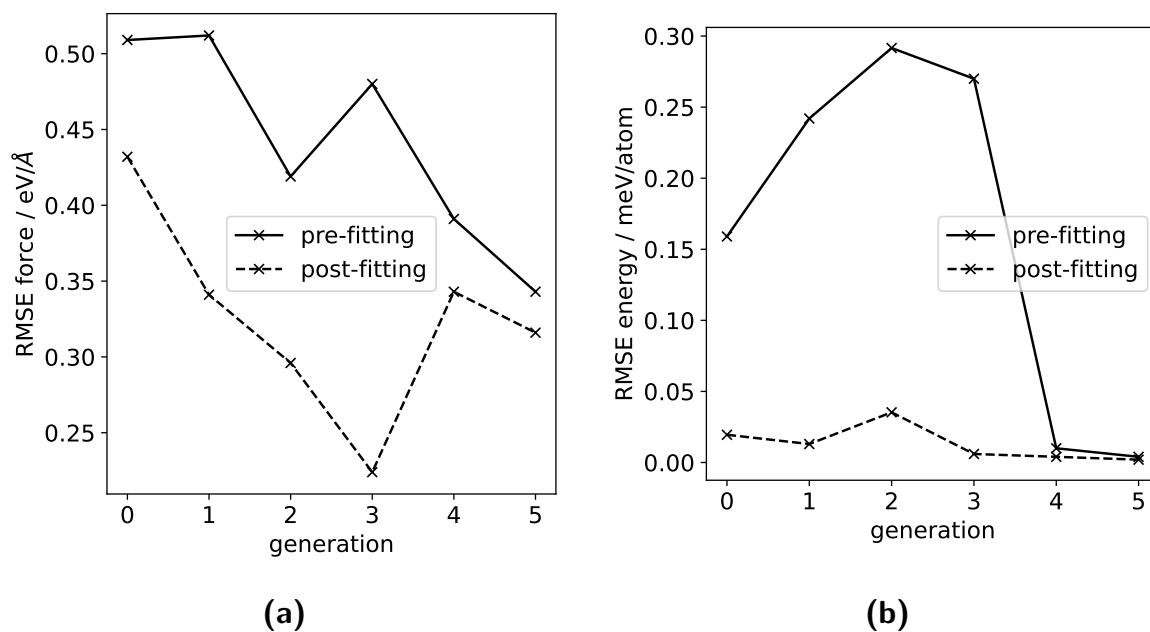 0.50
0.45
0.40
0.35
0.30
0.25
RMSE force / eV/Å
pre-fitting
post-fitting
0 1 2 3 4 5
generation
(a)
0.30
0.25
0.20
0.15
0.10
0.05
0.00
RMSE energy / meV/atom
pre-fitting
post-fitting
0 1 2 3 4 5
generation
(b)